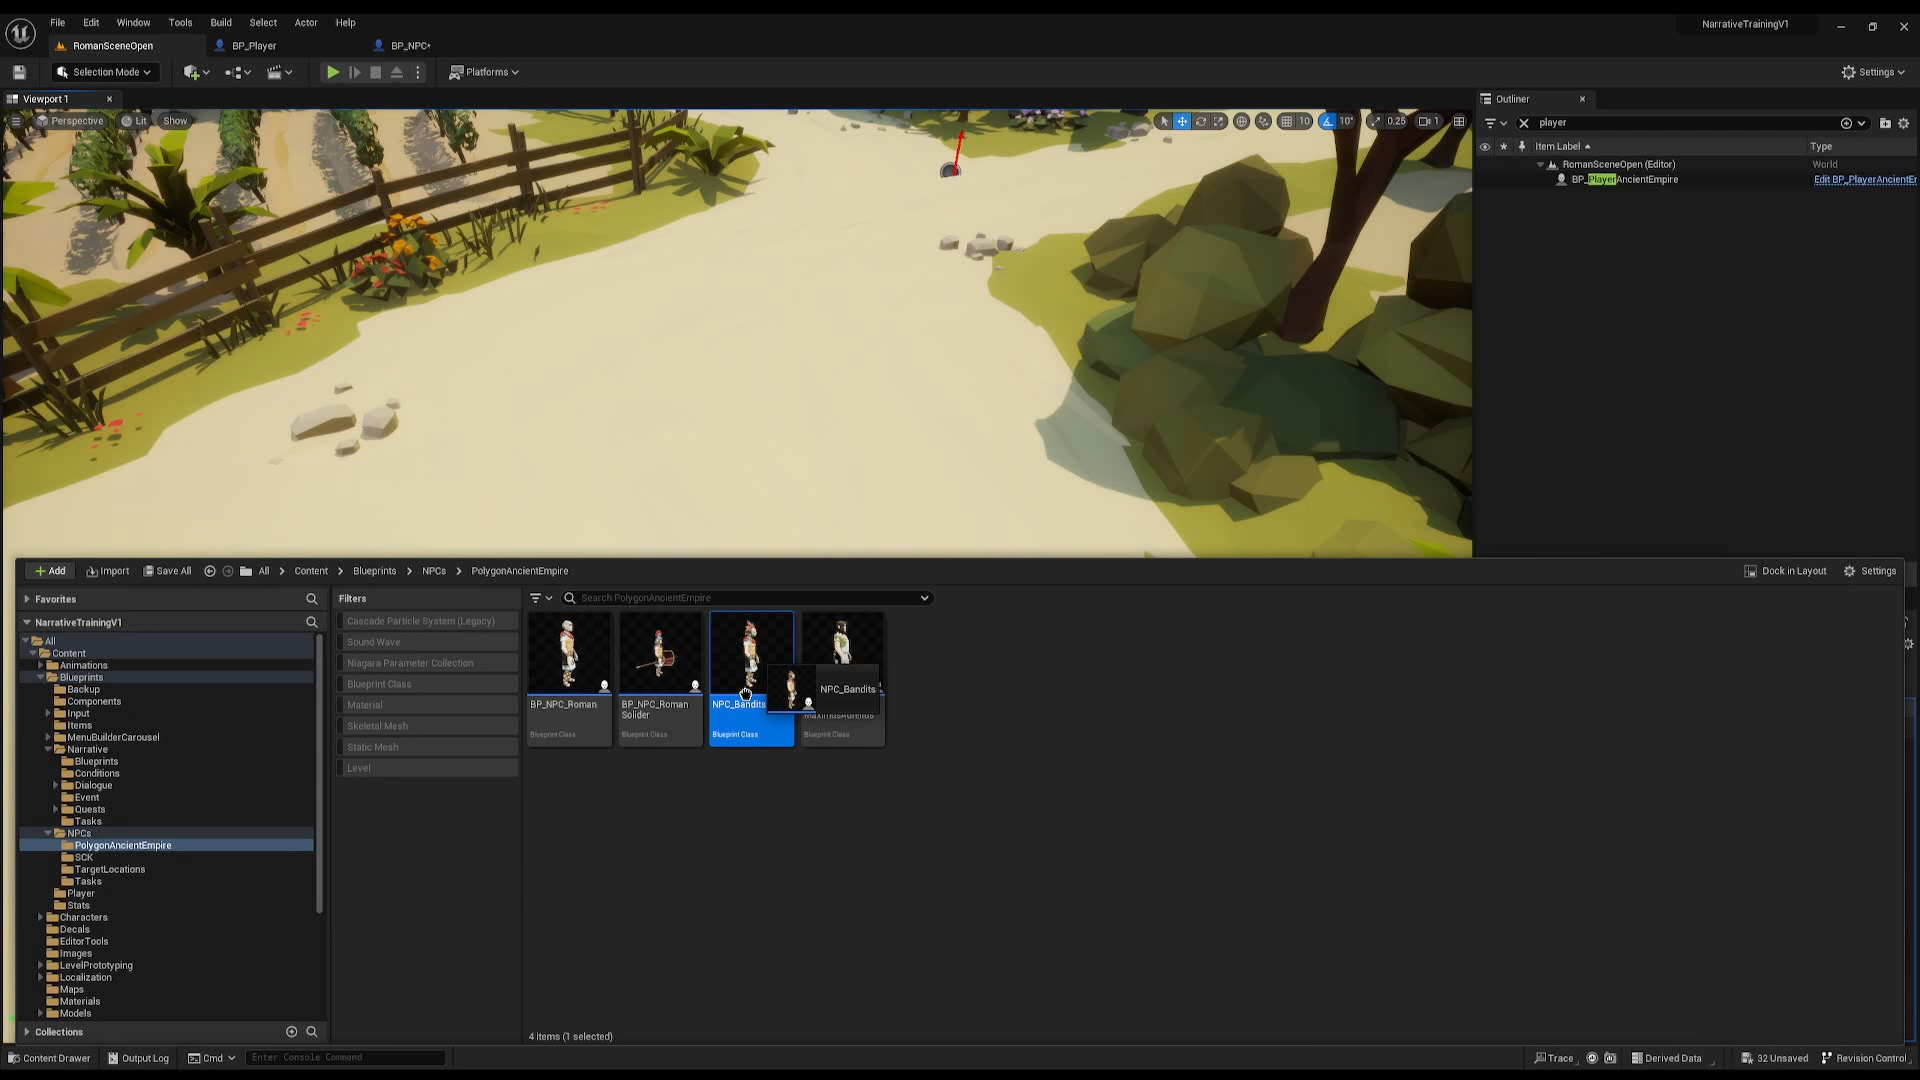 File Edit Window Tools Build Select Actor Help
NarrativeTrainingV1
RomanSceneOpen
BP_Player
BP_NPC*
Selection Mode
Platforms
Settings
Viewport 1
Perspective
Lit
Show
10
10°
0.25
1
Outliner
player
Item Label
Type
RomanSceneOpen (Editor)
World
BP_PlayerAncientEmpire
Edit BP_PlayerAncientEr
Add
Import
Save All
All > Content > Blueprints > NPCs > PolygonAncientEmpire
Dock in Layout
Settings
Favorites
NarrativeTrainingV1
All
Content
Animations
Blueprints
Backup
Components
Input
Items
MenuBuilderCarousel
Narrative
Blueprints
Conditions
Dialogue
Event
Quests
Tasks
NPCs
PolygonAncientEmpire
SCK
TargetLocations
Tasks
Player
Stats
Characters
Decals
EditorTools
Images
LevelPrototyping
Localization
Maps
Materials
Models
Collections
Filters
Cascade Particle System (Legacy)
Sound Wave
Niagara Parameter Collection
Blueprint Class
Material
Skeletal Mesh
Static Mesh
Level
Search PolygonAncientEmpire
BP_NPC_Roman
Blueprint Class
BP_NPC_Roman
Solider
Blueprint Class
NPC_Bandits
Blueprint Class
NPC_Bandits
Blueprint Class
4 items (1 selected)
Content Drawer
Output Log
Cmd
Enter Console Command
Trace
Derived Data
32 Unsaved
Revision Control